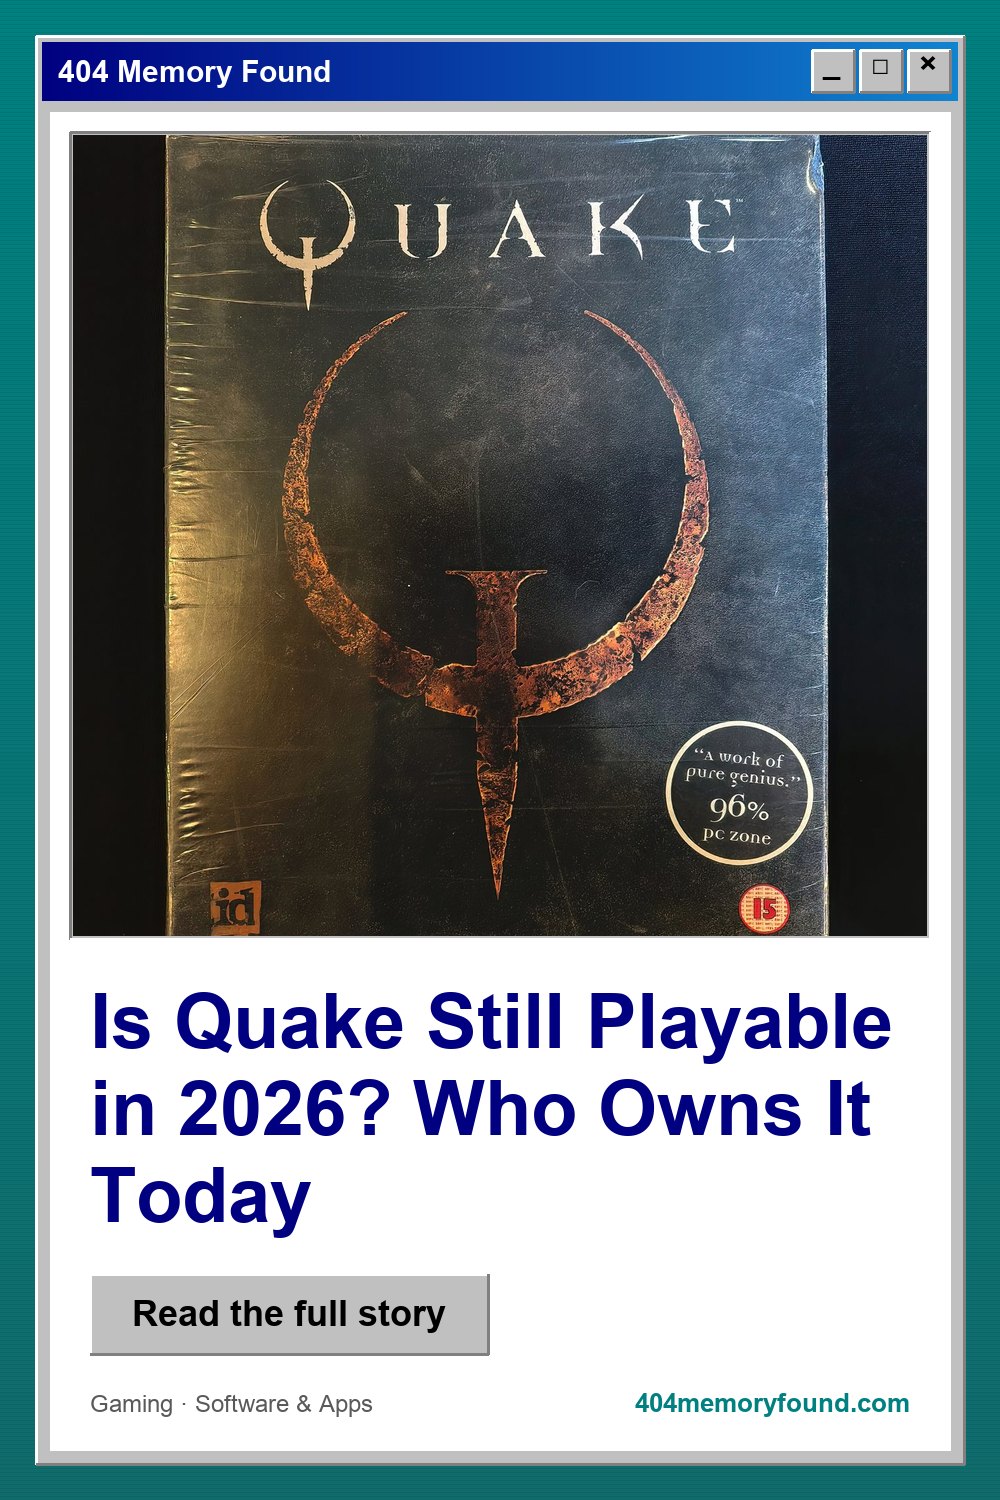 404 Memory Found
QUAKE™
"A work of
pure genius."
96%
pc zone
id
15
Is Quake Still Playable
in 2026? Who Owns It
Today
Read the full story
Gaming · Software & Apps
404memoryfound.com